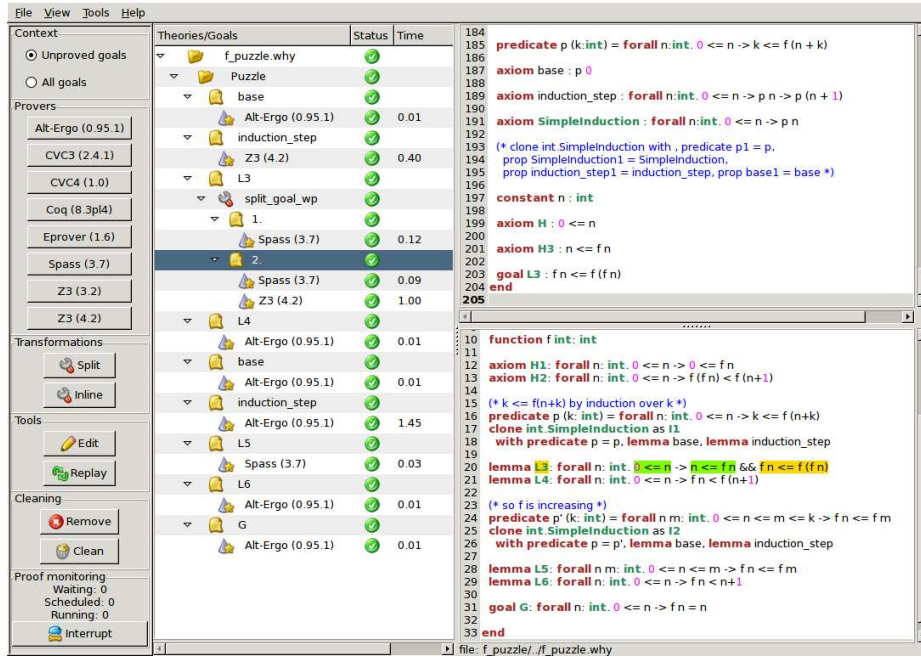 File View Tools Help
Context
Unproved goals
All goals
Provers
Alt-Ergo (0.95.1)
CVC3 (2.4.1)
CVC4 (1.0)
Coq (8.3pl4)
Eprover (1.6)
Spass (3.7)
Z3 (3.2)
Z3 (4.2)
Transformations
Split
Inline
Tools
Edit
Replay
Cleaning
Remove
Clean
Proof monitoring
Waiting: 0
Scheduled: 0
Running: 0
Interrupt
Theories/Goals Status Time
f_puzzle.why
Puzzle
base
Alt-Ergo (0.95.1) 0.01
induction_step
Z3 (4.2) 0.40
L3
split_goal_wp
1.
Spass (3.7) 0.12
2.
Spass (3.7) 0.09
Z3 (4.2) 1.00
L4
Alt-Ergo (0.95.1) 0.01
base
Alt-Ergo (0.95.1) 0.01
induction_step
Alt-Ergo (0.95.1) 1.45
L5
Spass (3.7) 0.03
L6
Alt-Ergo (0.95.1) 0.01
G
Alt-Ergo (0.95.1) 0.01
184
185 predicate p (k:int) = forall n:int. 0 <= n -> k <= f (n + k)
186
187 axiom base : p 0
188
189 axiom induction_step : forall n:int. 0 <= n -> p n -> p (n + 1)
190
191 axiom SimpleInduction : forall n:int. 0 <= n -> p n
192
193 (* clone int.SimpleInduction with , predicate p1 = p,
194 prop SimpleInduction1 = SimpleInduction,
195 prop induction_step1 = induction_step, prop base1 = base *)
196
197 constant n : int
198
199 axiom H : 0 <= n
200
201 axiom H3 : n <= f n
202
203 goal L3 : f n <= f (f n)
204 end
205
10 function f int: int
11
12 axiom H1: forall n: int. 0 <= n -> 0 <= f n
13 axiom H2: forall n: int. 0 <= n -> f (f n) < f (n+1)
14
15 (* k <= f(n+k) by induction over k *)
16 predicate p (k: int) = forall n: int. 0 <= n -> k <= f (n+k)
17 clone int.SimpleInduction as I1
18 with predicate p = p, lemma base, lemma induction_step
19
20 lemma L3: forall n: int. 0 <= n -> n <= f n && f n <= f (f n)
21 lemma L4: forall n: int. 0 <= n -> f n < f (n+1)
22
23 (* so f is increasing *)
24 predicate p' (k: int) = forall n m: int. 0 <= n <= m <= k -> f n <= f m
25 clone int.SimpleInduction as I2
26 with predicate p = p', lemma base, lemma induction_step
27
28 lemma L5: forall n m: int. 0 <= n <= m -> f n <= f m
29 lemma L6: forall n: int. 0 <= n -> f n < n+1
30
31 goal G: forall n: int. 0 <= n -> f n = n
32
33 end
file: f_puzzle/../f_puzzle.why